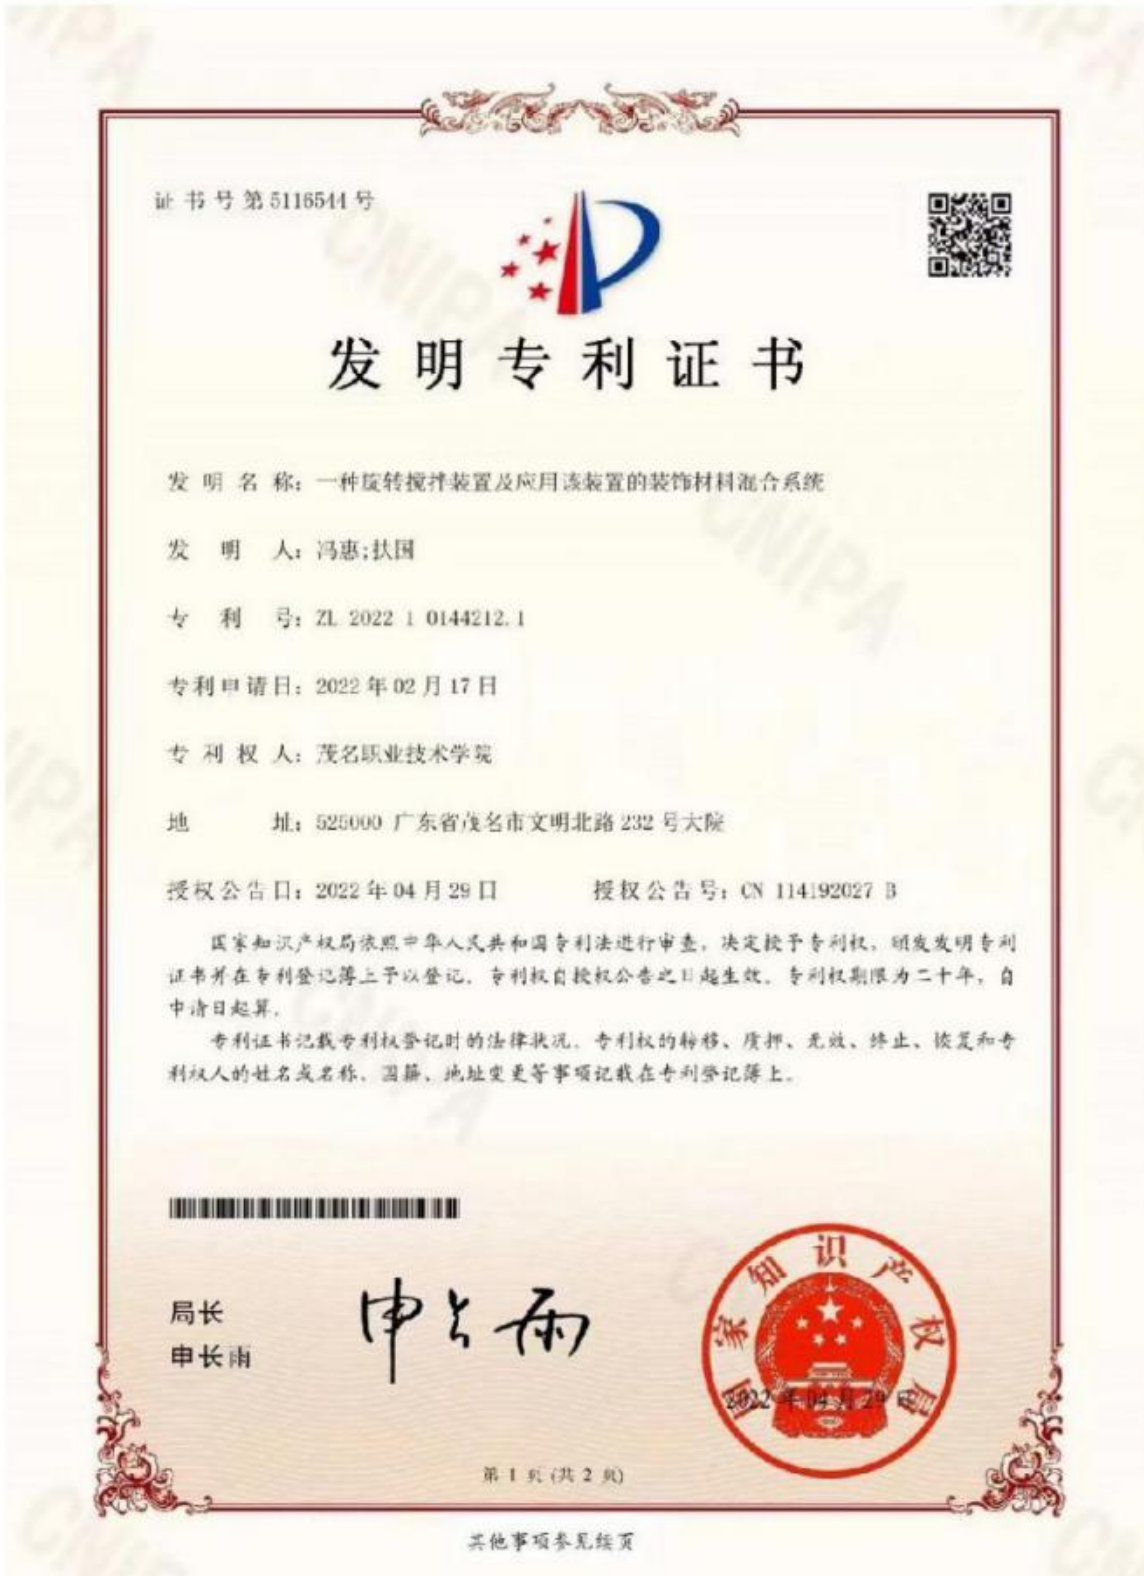 证书号第5116544号
发明专利证书
发明名称：一种旋转搅拌装置及应用该装置的装饰材料混合系统
发明人：冯惠;扶国
专利号：ZL 2022 1 0144212.1
专利申请日：2022年02月17日
专利权人：茂名职业技术学院
地址：525000 广东省茂名市文明北路232号大院
授权公告日：2022年04月29日 授权公告号：CN 114192027 B
国家知识产权局依照中华人民共和国专利法进行审查，决定授予专利权，颁发发明专利
证书并在专利登记簿上予以登记。专利权自授权公告之日起生效。专利权期限为二十年，自
申请日起算。
专利证书记载专利权登记时的法律状况。专利权的转移、质押、无效、终止、恢复和专
利权人的姓名或名称、国籍、地址变更等事项记载在专利登记簿上。
局长
申长雨
申长雨
国家知识产权局
2022年04月29日
第1页(共2页)
其他事项参见续页
CNIPA
CNIPA
CNIPA